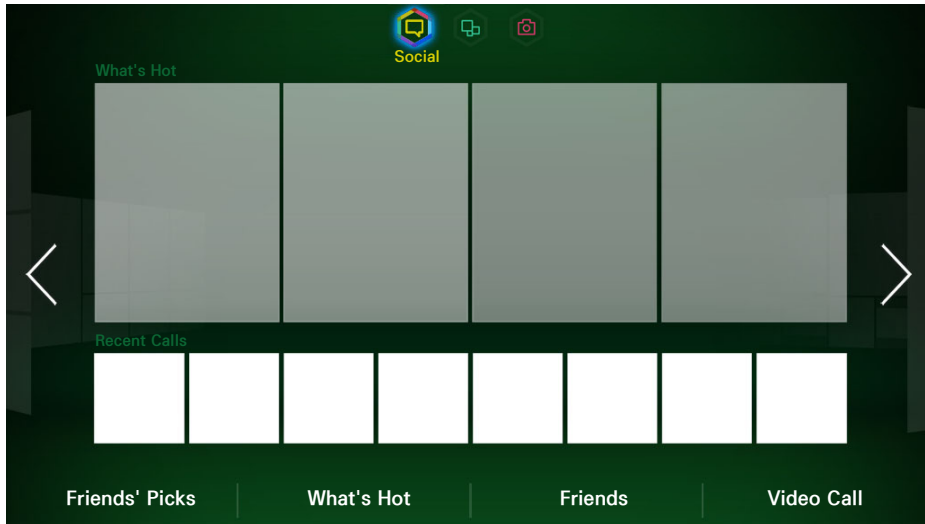 Social
What's Hot
Recent Calls
Friends' Picks
What's Hot
Friends
Video Call